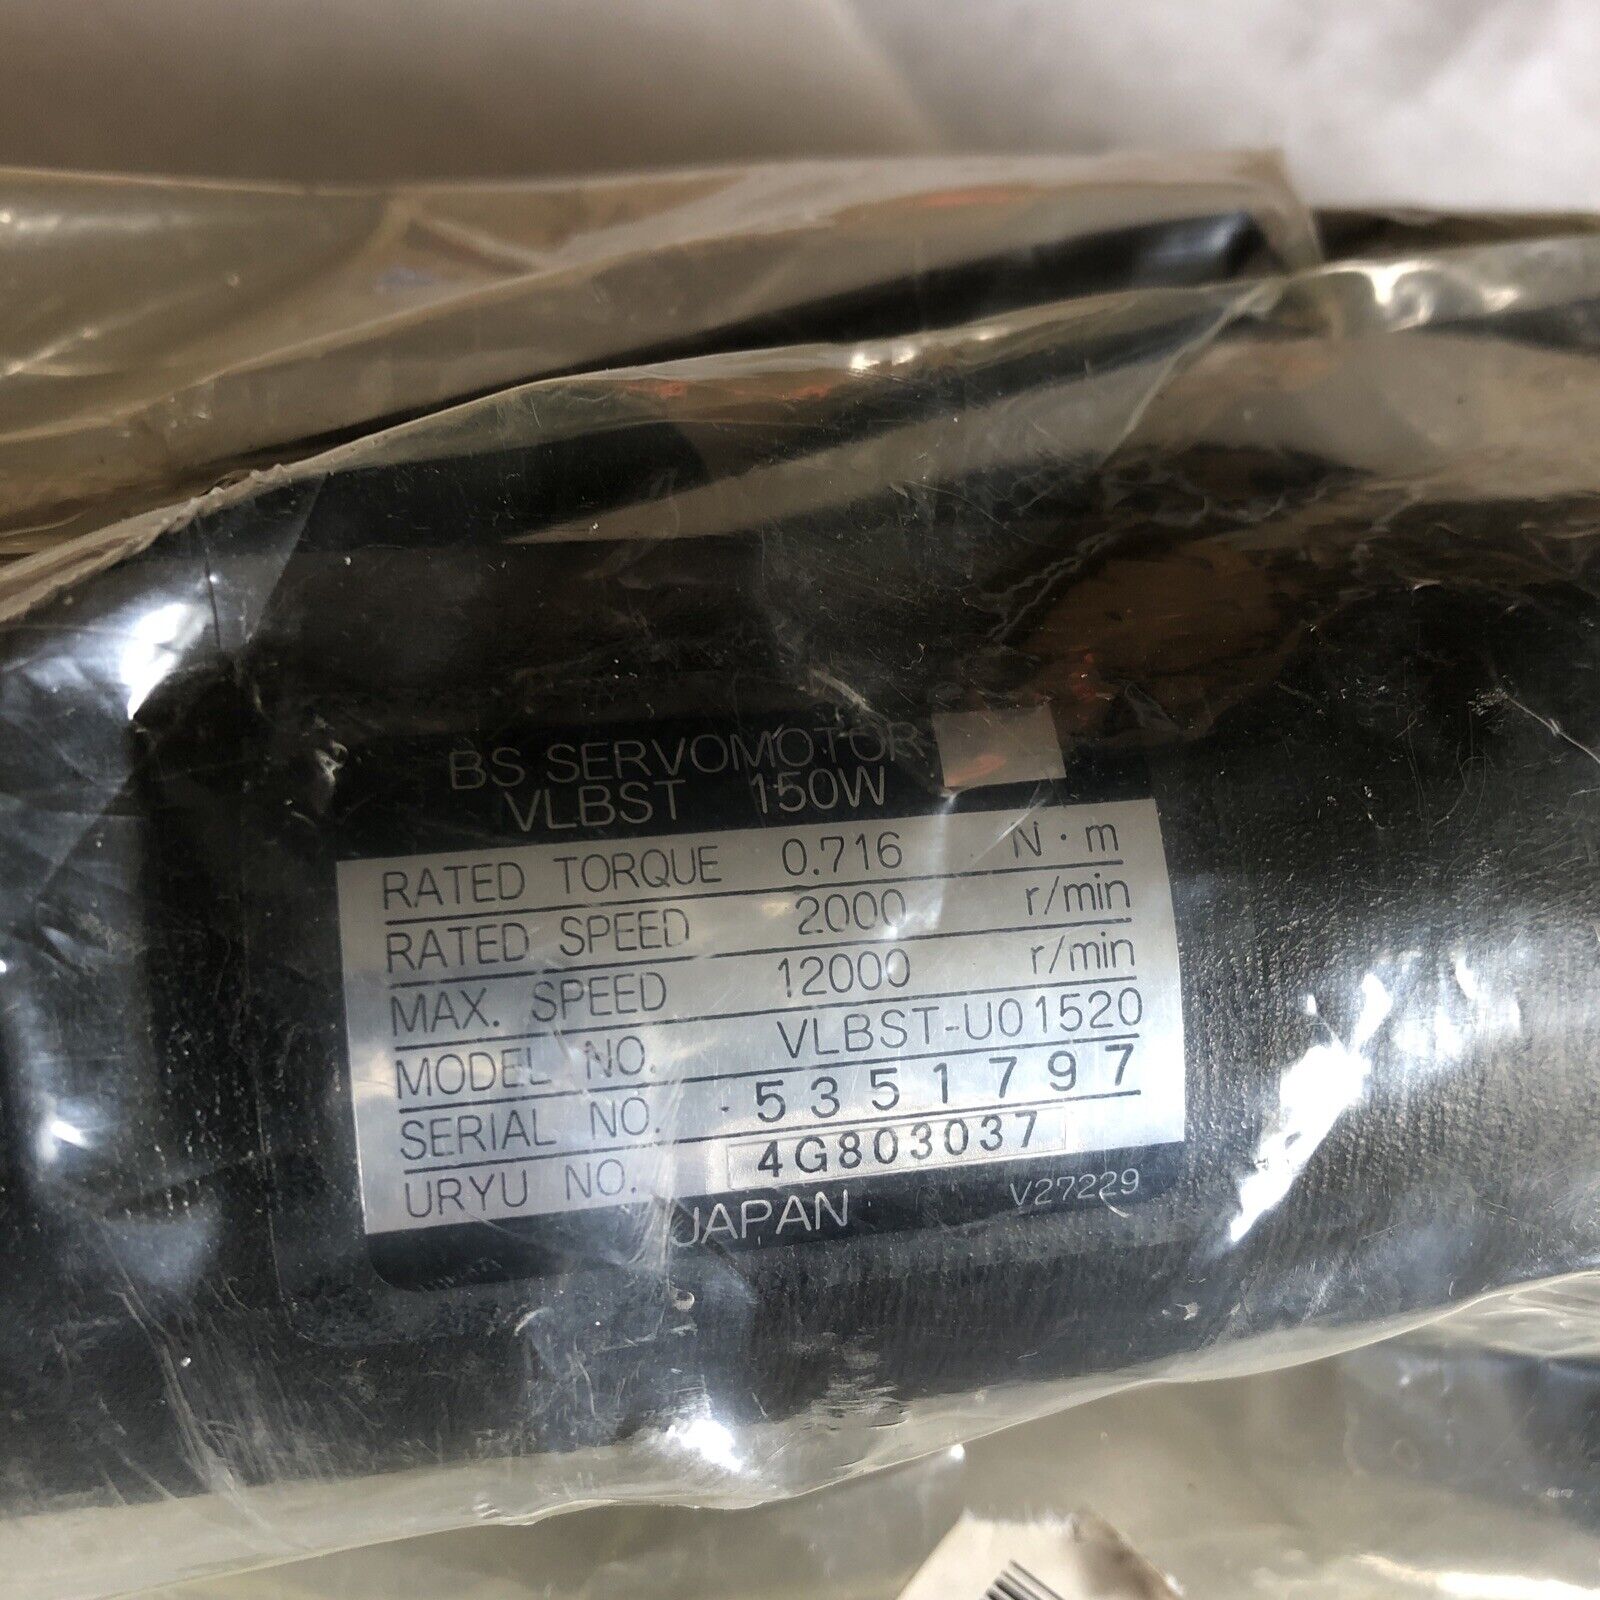 BS SERVOMOTOR
VLBST 150W
RATED TORQUE 0.716 N・m
RATED SPEED 2000 r/min
MAX. SPEED 12000 r/min
MODEL NO. VLBST-U01520
SERIAL NO. 5351797
URYU NO. 4G803037
JAPAN V27229